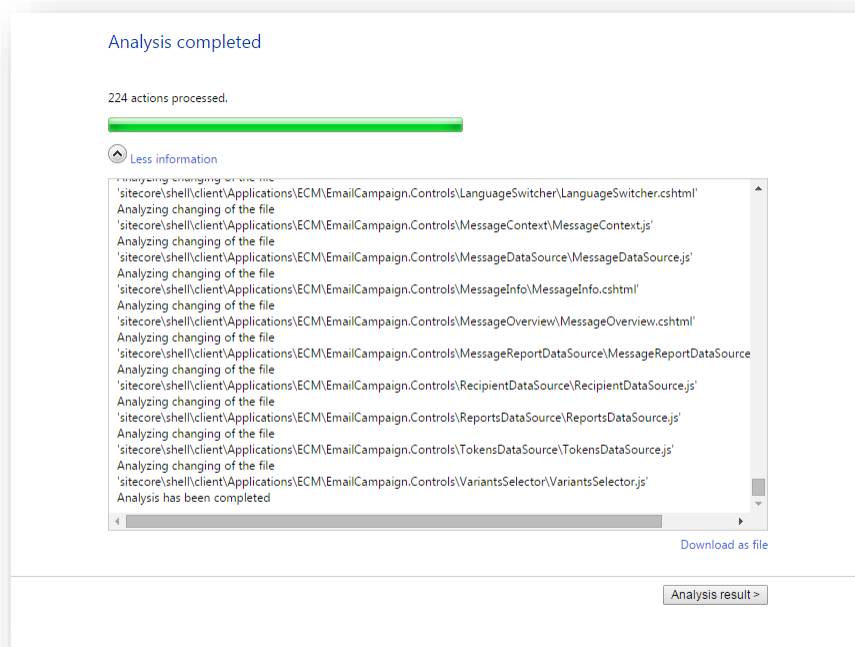 Analysis completed
224 actions processed.
Less information
Analyzing changing of the file
'sitecore\shell\client\Applications\ECM\EmailCampaign.Controls\LanguageSwitcher\LanguageSwitcher.cshtml'
Analyzing changing of the file
'sitecore\shell\client\Applications\ECM\EmailCampaign.Controls\MessageContext\MessageContext.js'
Analyzing changing of the file
'sitecore\shell\client\Applications\ECM\EmailCampaign.Controls\MessageDataSource\MessageDataSource.js'
Analyzing changing of the file
'sitecore\shell\client\Applications\ECM\EmailCampaign.Controls\MessageInfo\MessageInfo.cshtml'
Analyzing changing of the file
'sitecore\shell\client\Applications\ECM\EmailCampaign.Controls\MessageOverview\MessageOverview.cshtml'
Analyzing changing of the file
'sitecore\shell\client\Applications\ECM\EmailCampaign.Controls\MessageReportDataSource\MessageReportDataSource
Analyzing changing of the file
'sitecore\shell\client\Applications\ECM\EmailCampaign.Controls\RecipientDataSource\RecipientDataSource.js'
Analyzing changing of the file
'sitecore\shell\client\Applications\ECM\EmailCampaign.Controls\ReportsDataSource\ReportsDataSource.js'
Analyzing changing of the file
'sitecore\shell\client\Applications\ECM\EmailCampaign.Controls\TokensDataSource\TokensDataSource.js'
Analyzing changing of the file
'sitecore\shell\client\Applications\ECM\EmailCampaign.Controls\VariantsSelector\VariantsSelector.js'
Analysis has been completed
Download as file
Analysis result >